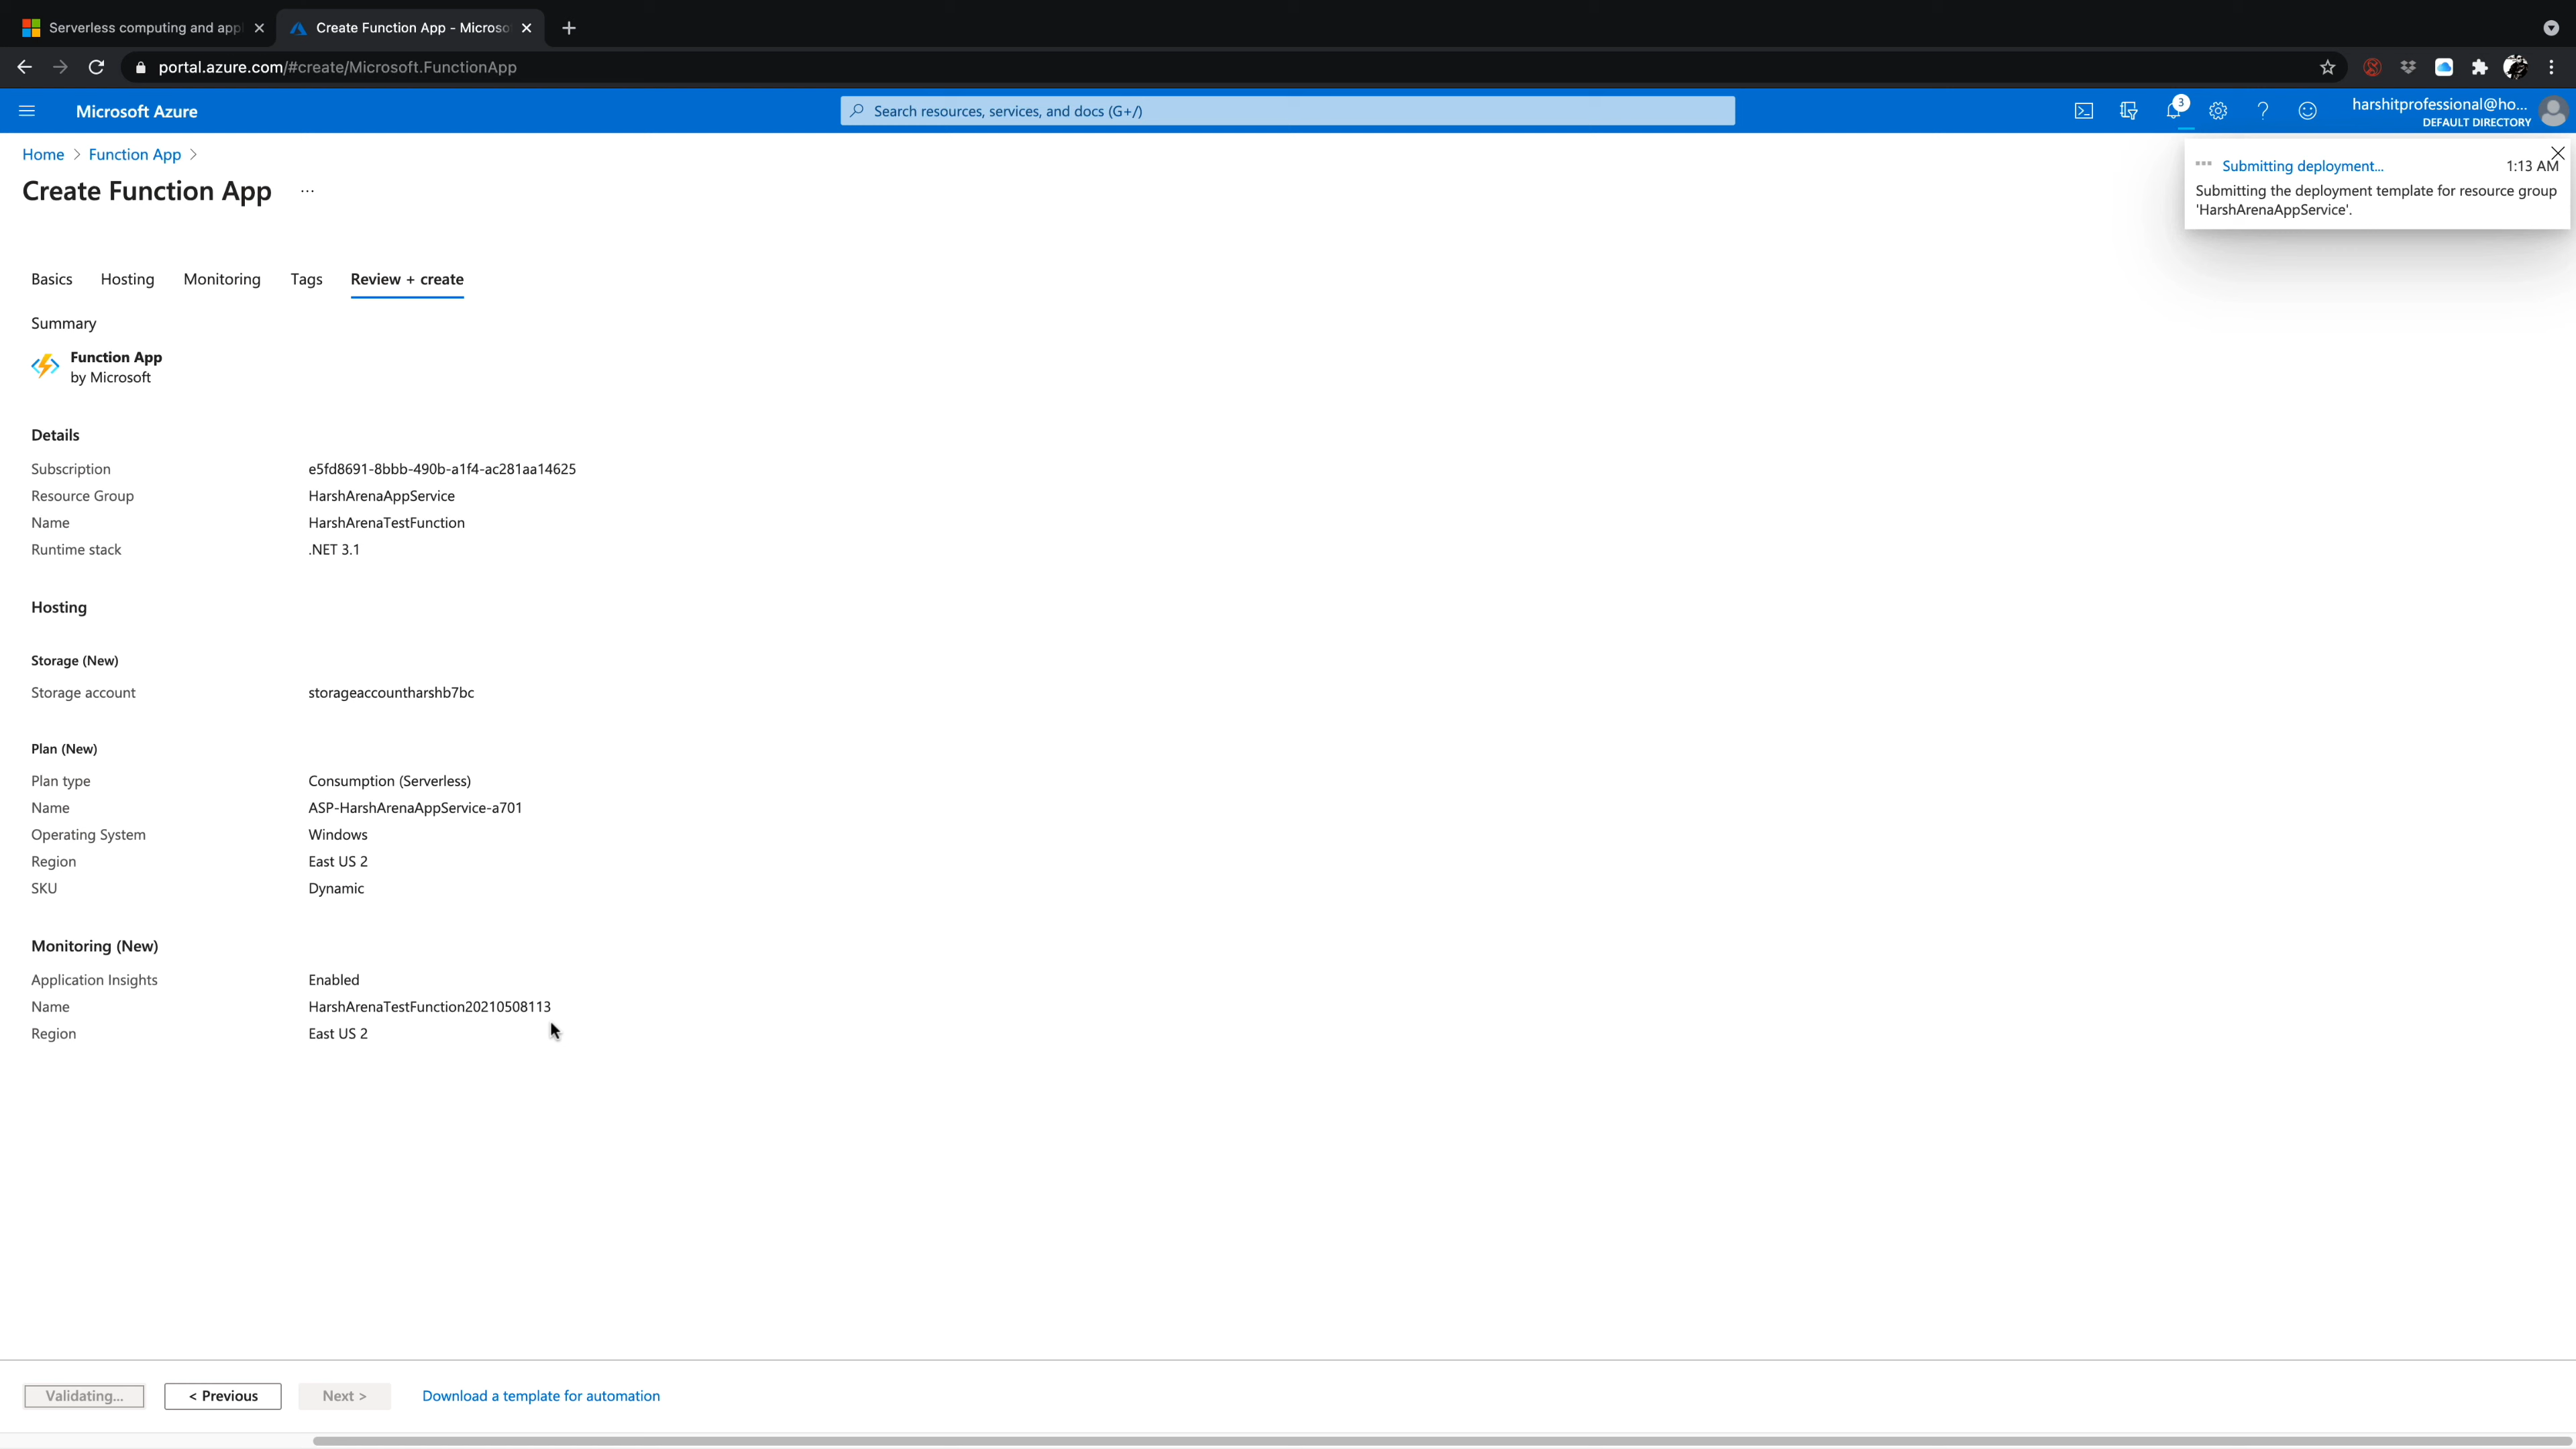 Serverless computing and appl
Create Function App - Microso
portal.azure.com/#create/Microsoft.FunctionApp
Microsoft Azure
Search resources, services, and docs (G+/)
3
harshitprofessional@ho...
DEFAULT DIRECTORY
Home > Function App >
Create Function App ...
Submitting deployment... 1:13 AM
Submitting the deployment template for resource group
'HarshArenaAppService'.
Basics Hosting Monitoring Tags Review + create
Summary
Function App
by Microsoft
Details
Subscription e5fd8691-8bbb-490b-a1f4-ac281aa14625
Resource Group HarshArenaAppService
Name HarshArenaTestFunction
Runtime stack .NET 3.1
Hosting
Storage (New)
Storage account storageaccountharshb7bc
Plan (New)
Plan type Consumption (Serverless)
Name ASP-HarshArenaAppService-a701
Operating System Windows
Region East US 2
SKU Dynamic
Monitoring (New)
Application Insights Enabled
Name HarshArenaTestFunction20210508113
Region East US 2
Validating... < Previous Next > Download a template for automation